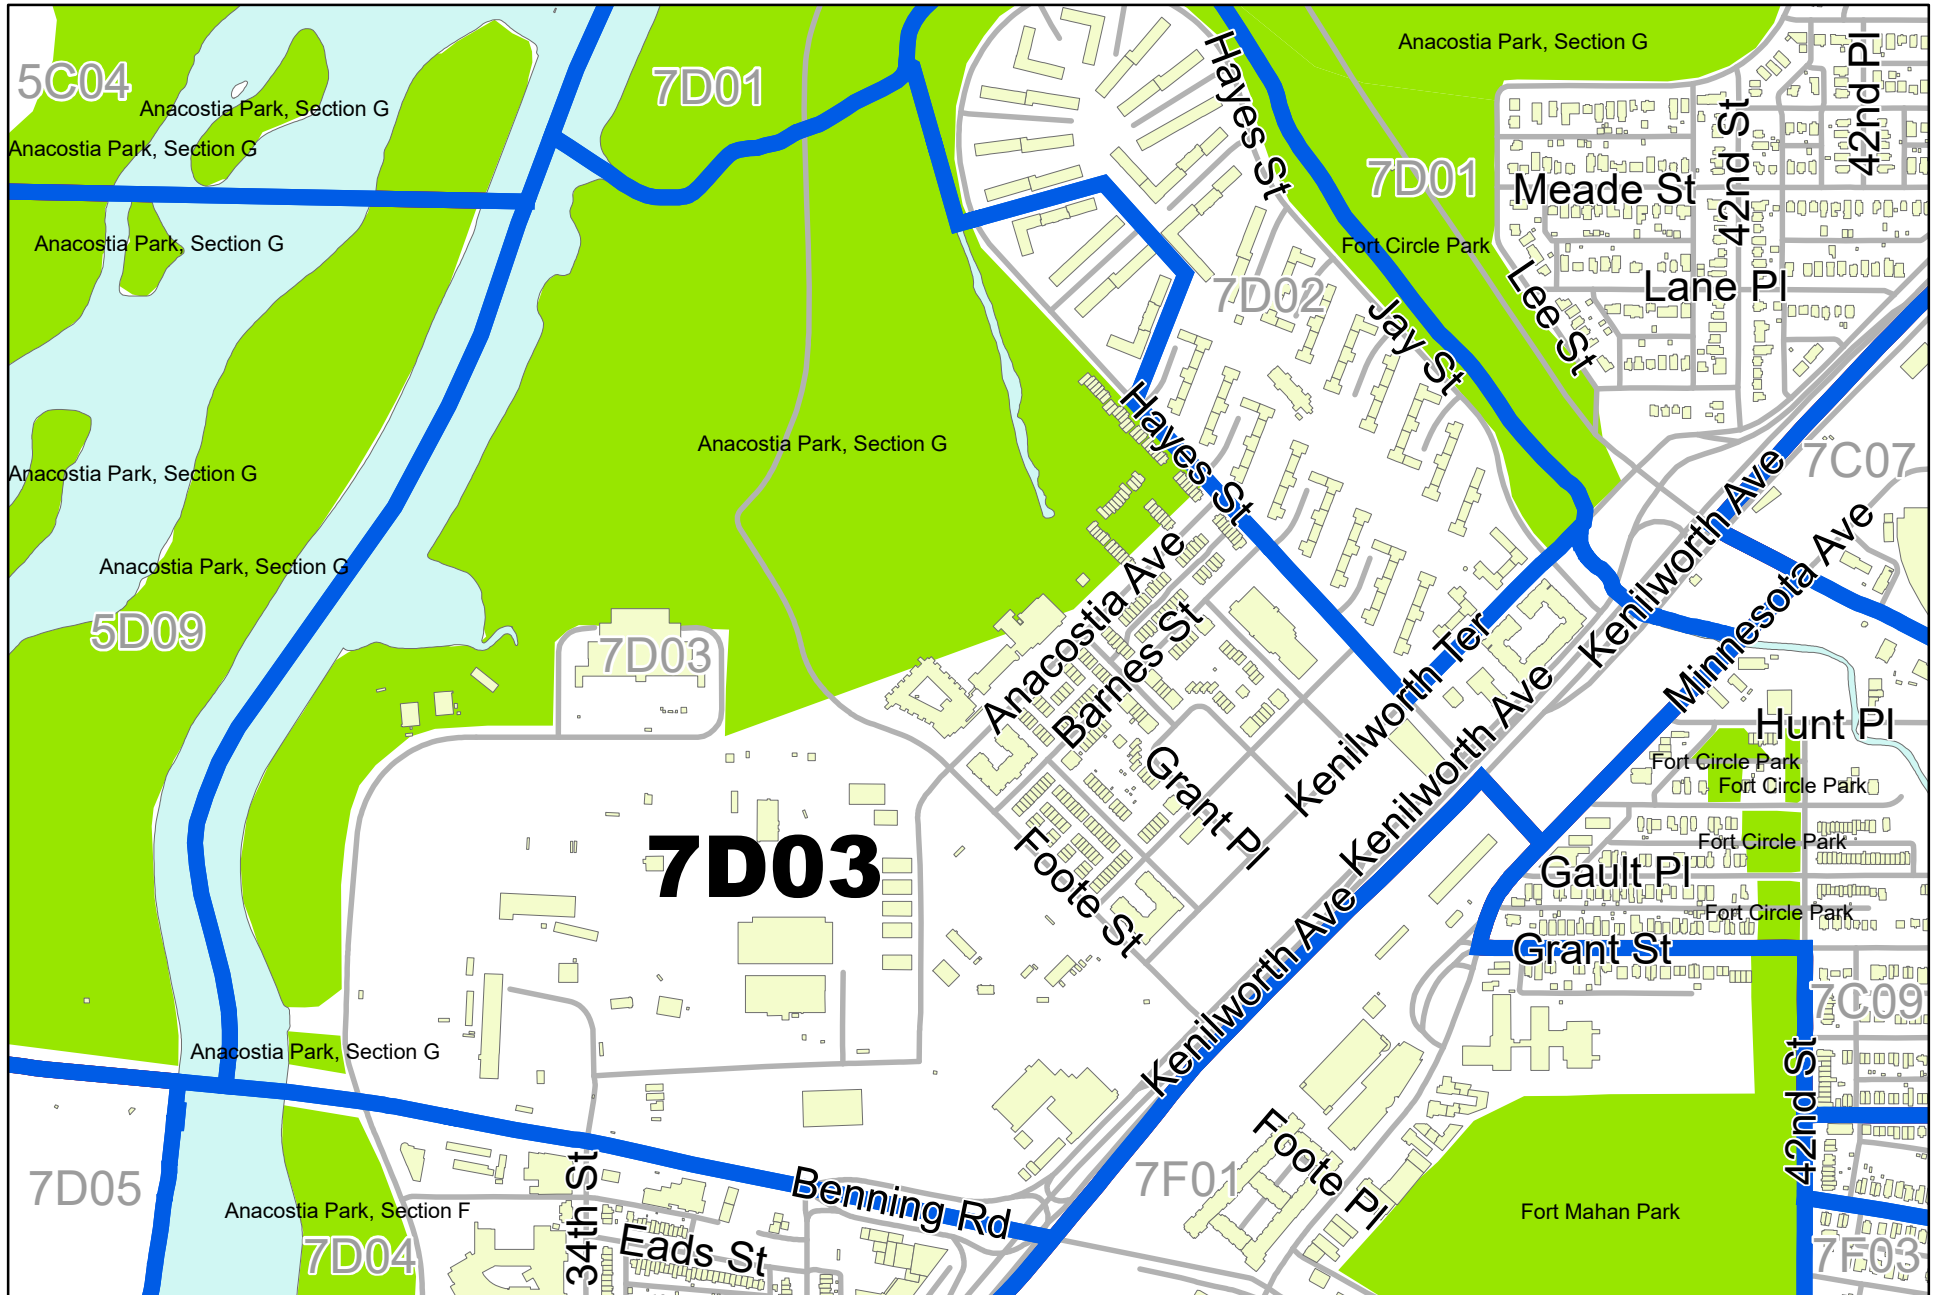 Anacostia Park, Section G
42nd Pl
5C04
7D01
Hayes St
Anacostia Park, Section G
42nd St
Anacostia Park, Section G
7D01
Meade St
Anacostia Park, Section G
Fort Circle Park
Lane Pl
7D02
Lee St
Jay St
Anacostia Park, Section G
Hayes St
7C07
Anacostia Park, Section G
Kenilworth Ave
Minnesota Ave
Anacostia Park, Section G
Anacostia Ave
5D09
7D03
Barnes St
Kenilworth Ter
Hunt Pl
Fort Circle Park
Fort Circle Park
Grant Pl
Kenilworth Ave
Fort Circle Park
7D03
Gault Pl
Foote St
Fort Circle Park
Grant St
Kenilworth Ave
7C09
Anacostia Park, Section G
42nd St
Foote Pl
7D05
7F01
Benning Rd
Anacostia Park, Section F
34th St
Fort Mahan Park
7D04
Eads St
7F03